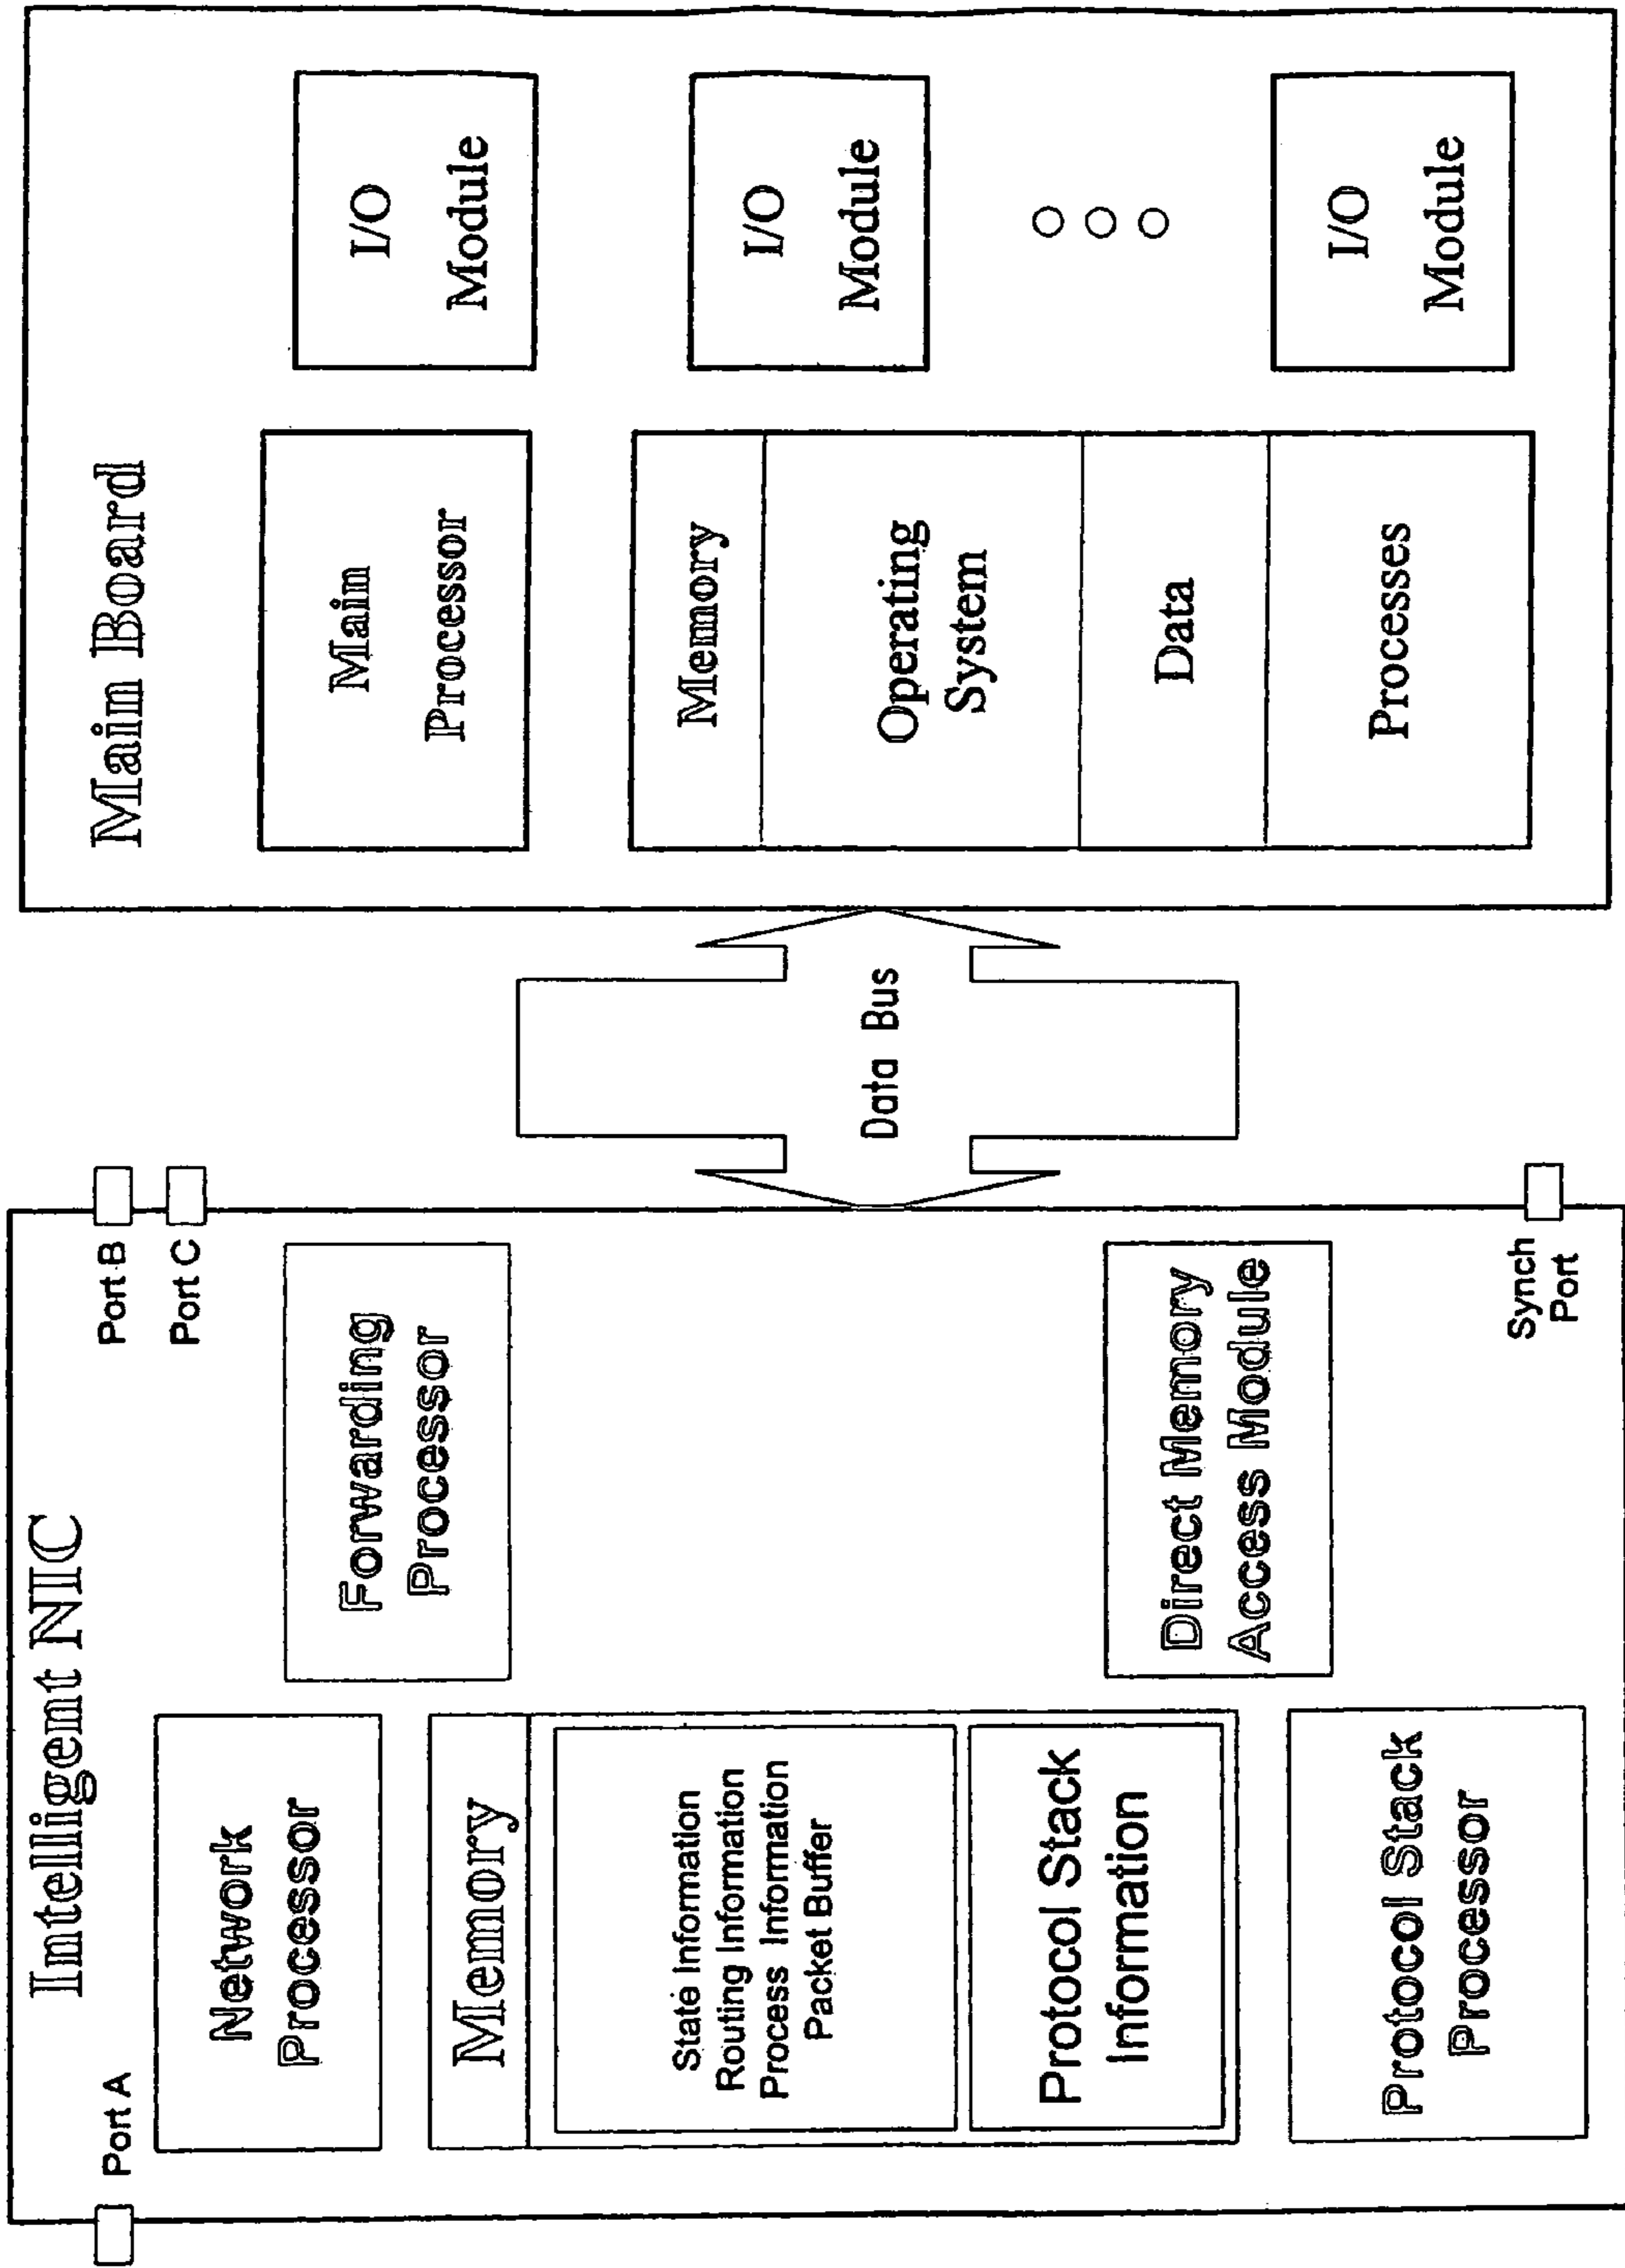 Intelligent NIC
Port A
Port B
Port C
Network
Processor
Forwarding
Processor
Memory
State Information
Routing Information
Process Information
Packet Buffer
Protocol Stack
Information
Direct Memory
Access Module
Protocol Stack
Processor
Synch
Port
Data Bus
Main Board
Main
Processor
I/O
Module
Memory
Operating
System
Data
Processes
I/O
Module
I/O
Module